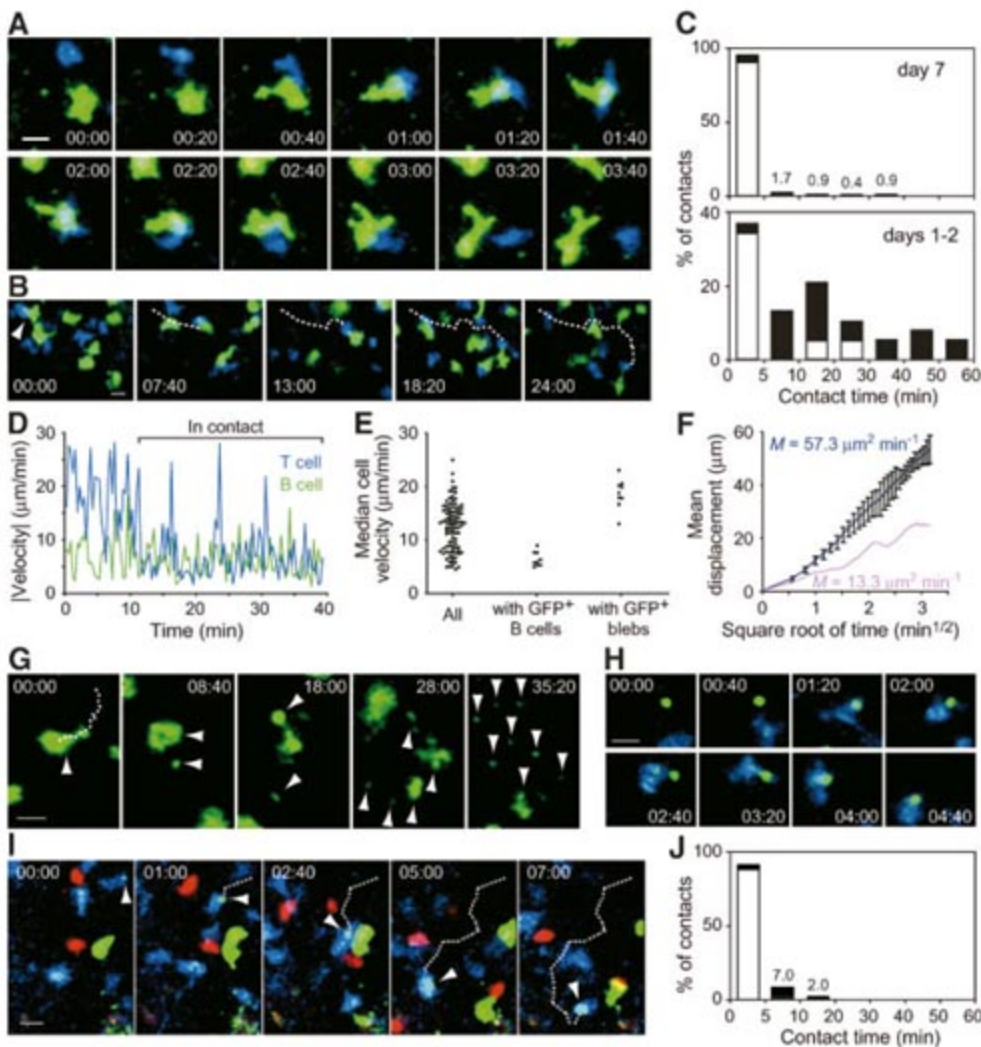 A
00:00 00:20 00:40 01:00 01:20 01:40
02:00 02:20 02:40 03:00 03:20 03:40
B
00:00 07:40 13:00 18:20 24:00
C
100
50
0
day 7
1.7 0.9 0.4 0.9
% of contacts
40
20
0
days 1-2
0 5 10 20 30 40 50 60
Contact time (min)
D
30
20
10
0
In contact
T cell
B cell
|Velocity| (μm/min)
0 10 20 30 40
Time (min)
E
30
20
10
0
Median cell
velocity (μm/min)
All
with GFP+
B cells
with GFP+
blebs
F
60
40
20
0
M = 57.3 μm² min⁻¹
M = 13.3 μm² min⁻¹
Mean
displacement (μm)
0 1 2 3
Square root of time (min1/2)
G
00:00 08:40 18:00 28:00 35:20
H
00:00 00:40 01:20 02:00
02:40 03:20 04:00 04:40
I
00:00 01:00 02:40 05:00 07:00
J
100
50
0
7.0 2.0
% of contacts
0 5 10 20 30 40 50 60
Contact time (min)